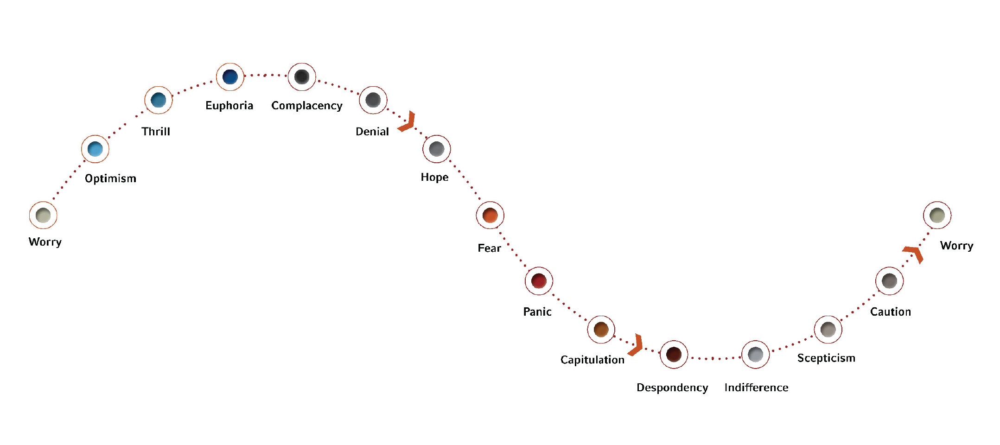 Worry
Optimism
Thrill
Euphoria
Complacency
Denial
Hope
Fear
Panic
Capitulation
Despondency
Indifference
Scepticism
Caution
Worry